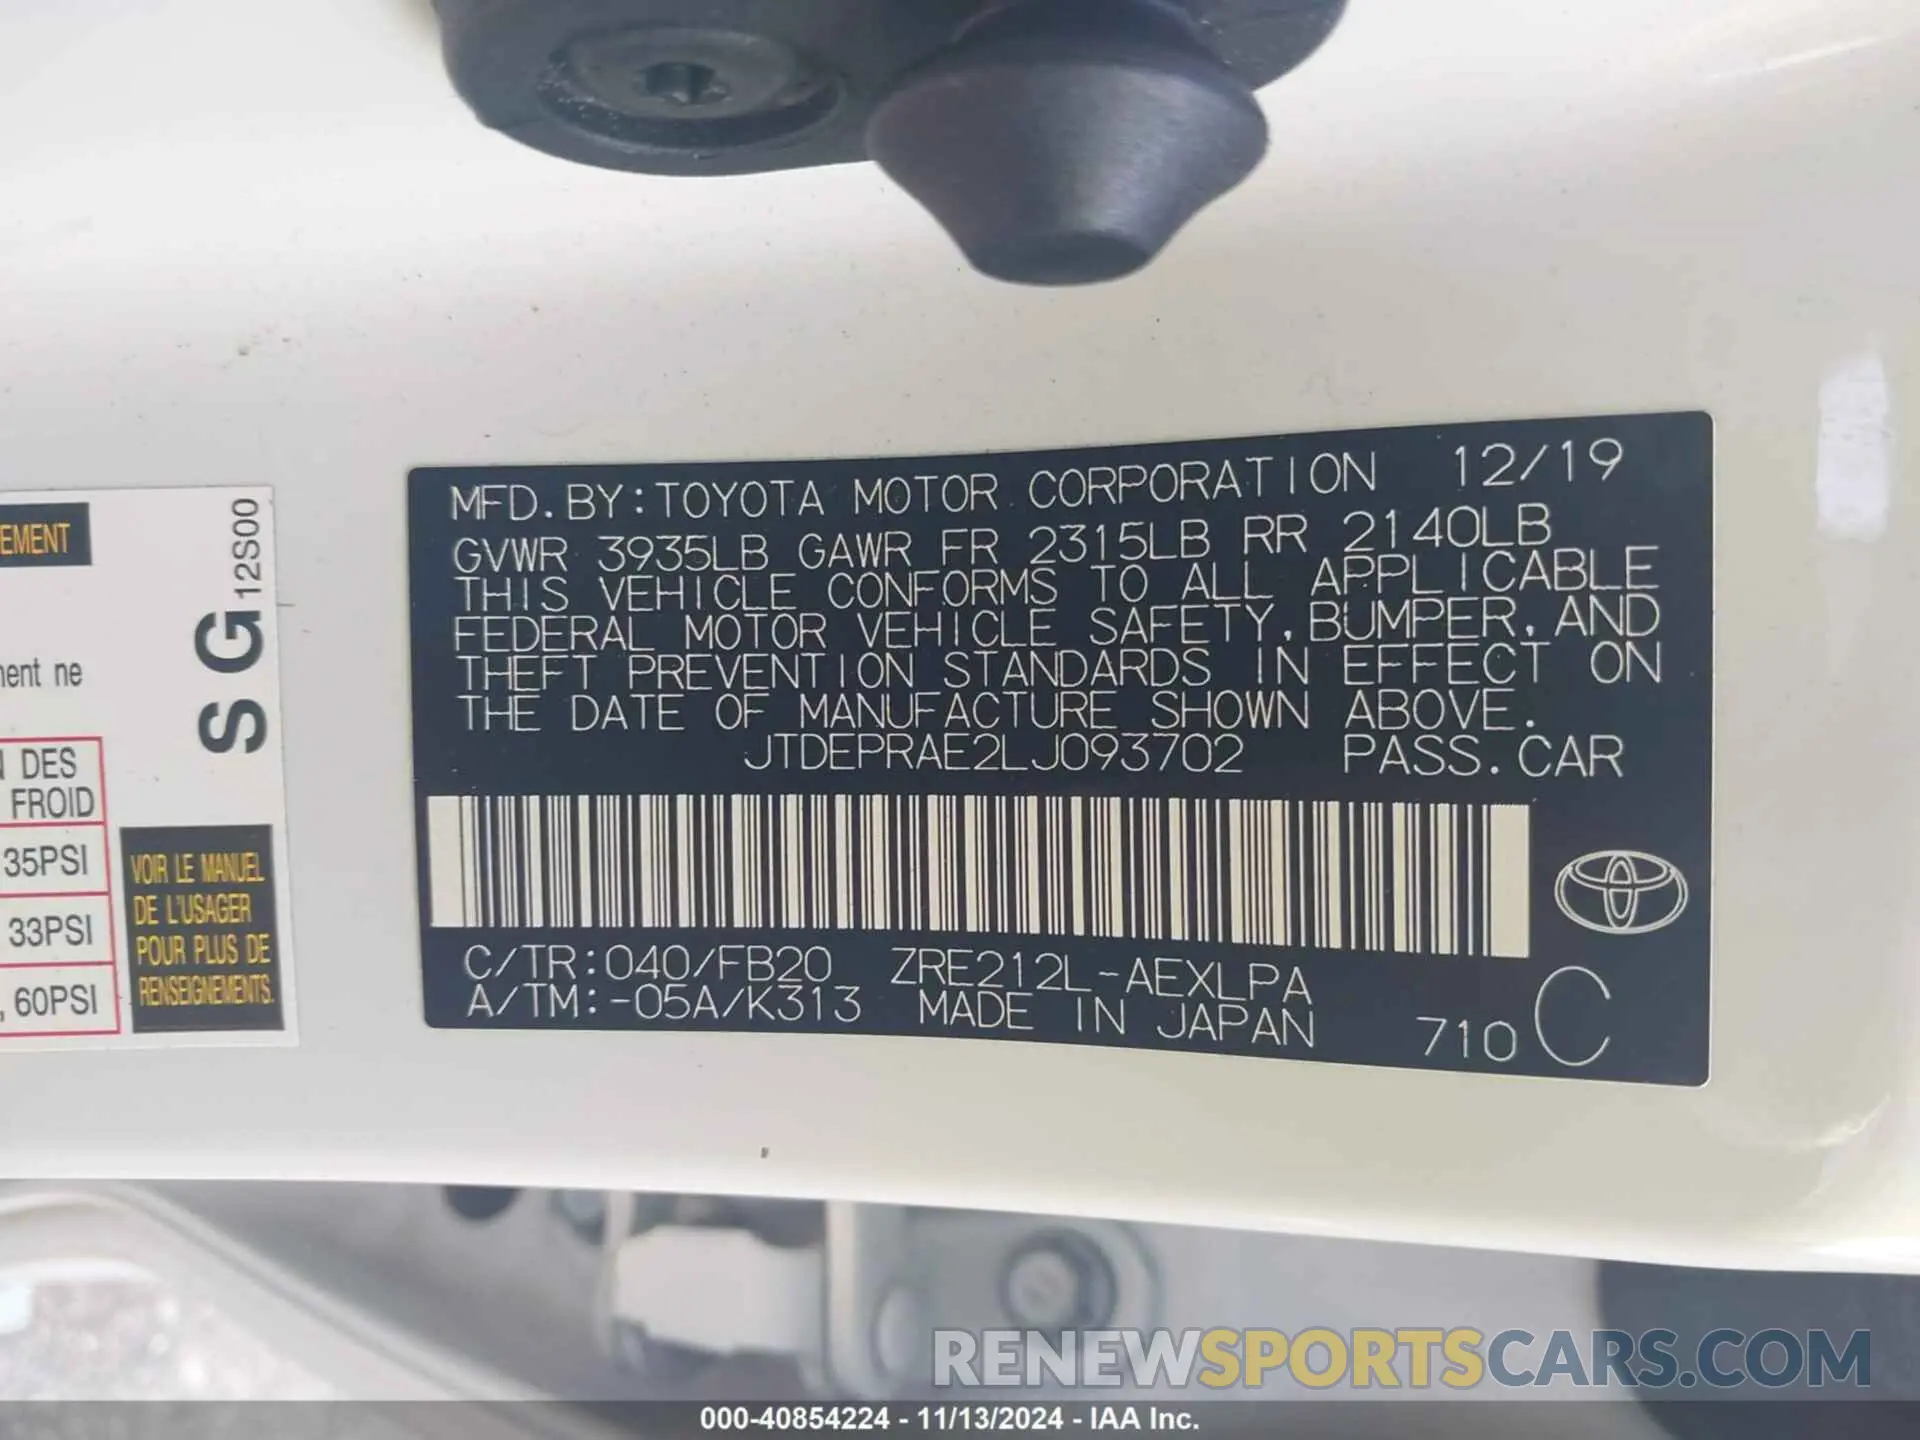 MFD. BY: TOYOTA MOTOR CORPORATION 12/19
GVWR 3935LB GAWR FR 2315LB RR 2140LB
THIS VEHICLE CONFORMS TO ALL APPLICABLE
FEDERAL MOTOR VEHICLE SAFETY, BUMPER, AND
THEFT PREVENTION STANDARDS IN EFFECT ON
THE DATE OF MANUFACTURE SHOWN ABOVE.
JTDEPRAE2LJ093702 PASS. CAR
C/TR: 040/FB20 ZRE212L-AEXLPA
A/TM: -05A/K313 MADE IN JAPAN 710 C
EMENT
ment ne
DES
FROID
35PSI
33PSI
, 60PSI
SG 12S00
VOIR LE MANUEL
DE L'USAGER
POUR PLUS DE
RENSEIGNEMENTS.
RENEWSPORTSCARS.COM
000-40854224 - 11/13/2024 - IAA Inc.